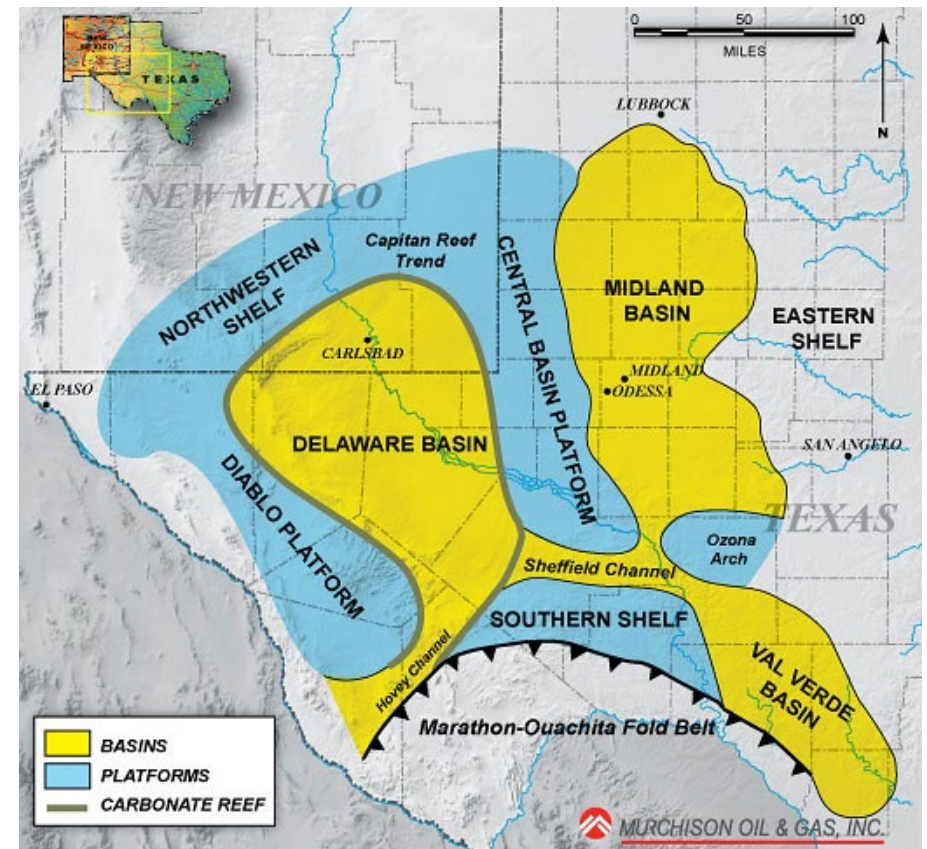 NEW
MEXICO
TEXAS
0 50 100
MILES
N
LUBBOCK
NEW MEXICO
Capitan Reef
Trend
NORTHWESTERN
SHELF
CENTRAL BASIN PLATFORM
MIDLAND
BASIN
EASTERN
SHELF
CARLSBAD
MIDLAND
ODESSA
EL PASO
DELAWARE BASIN
SAN ANGELO
DIABLO PLATFORM
TEXAS
Ozona
Arch
Sheffield Channel
SOUTHERN SHELF
Hovey Channel
VAL VERDE
BASIN
Marathon-Ouachita Fold Belt
BASINS
PLATFORMS
CARBONATE REEF
MURCHISON OIL & GAS, INC.